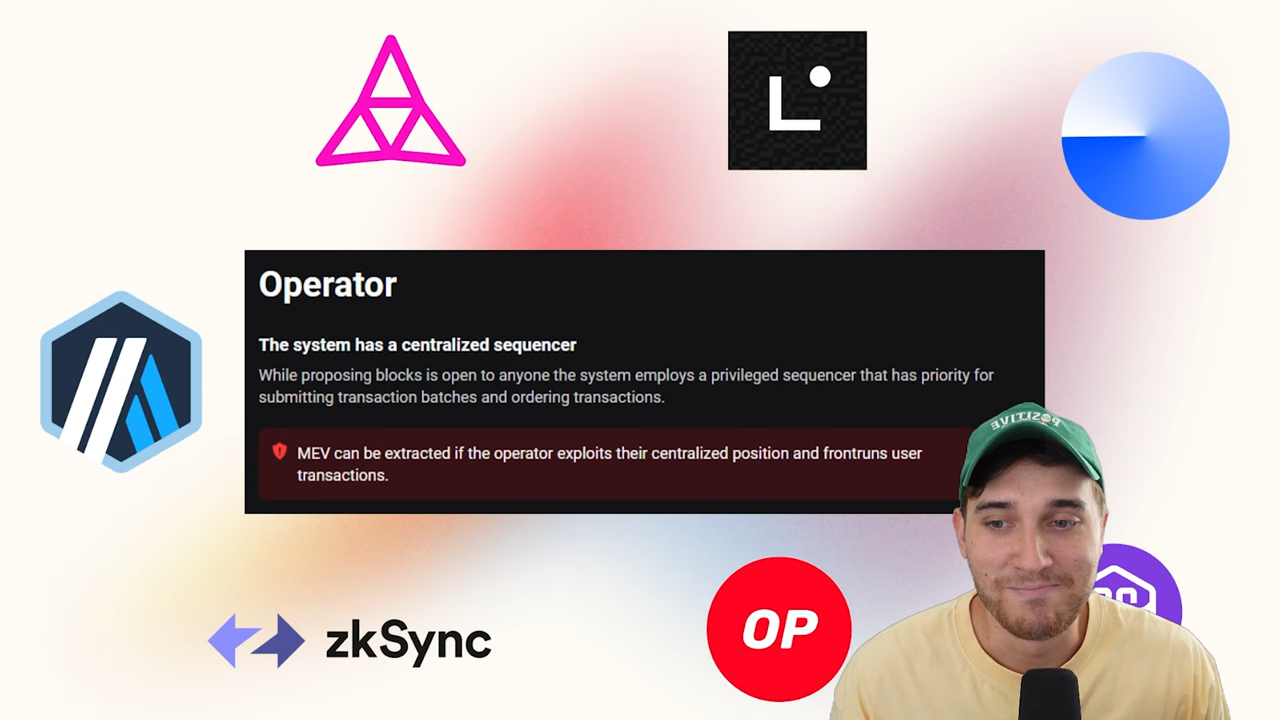 Operator
The system has a centralized sequencer
While proposing blocks is open to anyone the system employs a privileged sequencer that has priority for
submitting transaction batches and ordering transactions.
MEV can be extracted if the operator exploits their centralized position and frontruns user
transactions.
POSITIVE
zkSync
OP